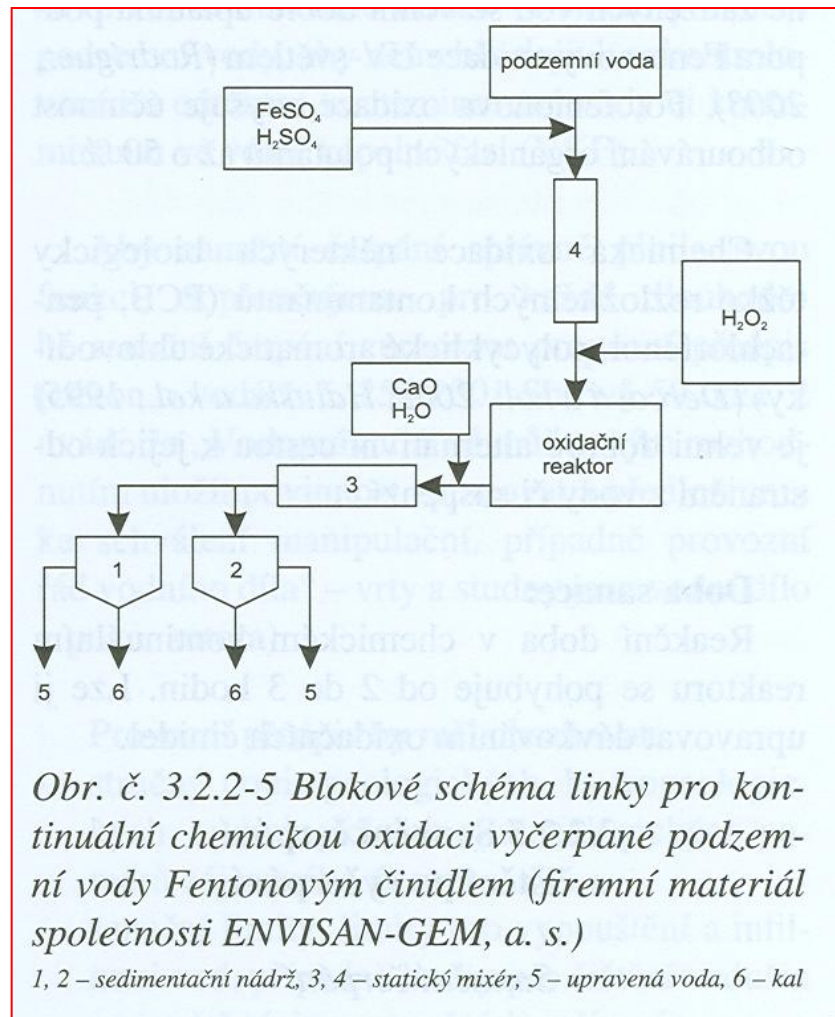 podzemní voda
FeSO₄
H₂SO₄
4
H₂O₂
CaO
H₂O
oxidační
reaktor
3
1
2
5
6
6
5
Obr. č. 3.2.2-5 Blokové schéma linky pro kon-
tinuální chemickou oxidaci vyčerpané podzem-
ní vody Fentonovým činidlem (firemní materiál
společnosti ENVISAN-GEM, a. s.)
1, 2 – sedimentační nádrž, 3, 4 – statický mixér, 5 – upravená voda, 6 – kal